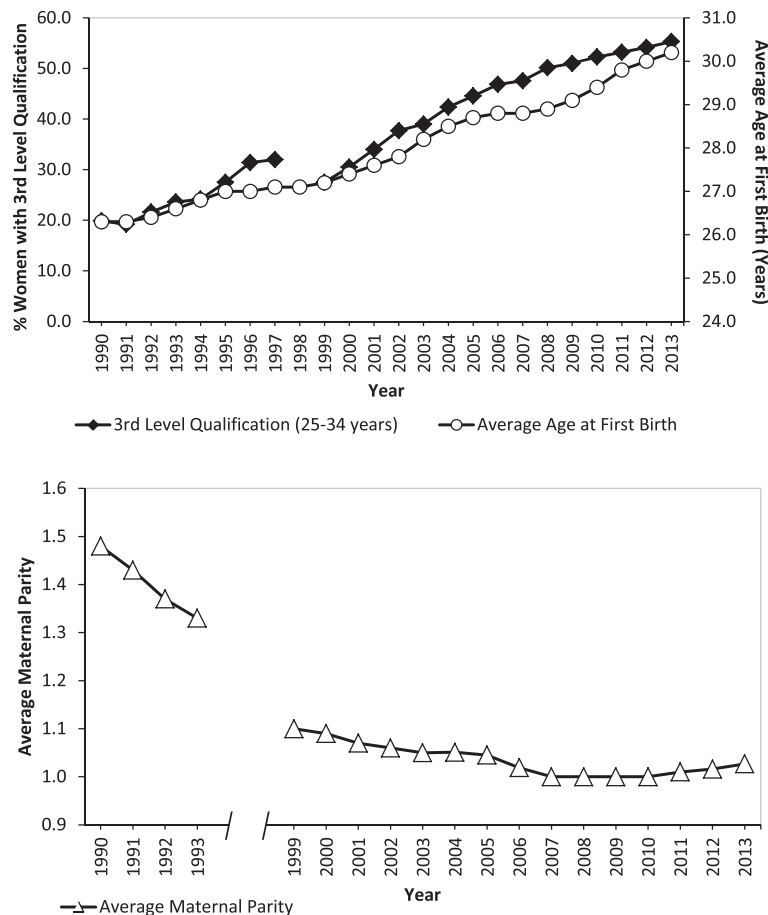 % Women with 3rd Level Qualification
60.0
50.0
40.0
30.0
20.0
10.0
0.0
31.0
30.0
29.0
28.0
27.0
26.0
25.0
24.0
Average Age at First Birth (Years)
1990 1991 1992 1993 1994 1995 1996 1997 1998 1999 2000 2001 2002 2003 2004 2005 2006 2007 2008 2009 2010 2011 2012 2013
Year
3rd Level Qualification (25-34 years) Average Age at First Birth
Average Maternal Parity
1.6
1.5
1.4
1.3
1.2
1.1
1.0
0.9
1990 1991 1992 1993 1999 2000 2001 2002 2003 2004 2005 2006 2007 2008 2009 2010 2011 2012 2013
Year
Average Maternal Parity